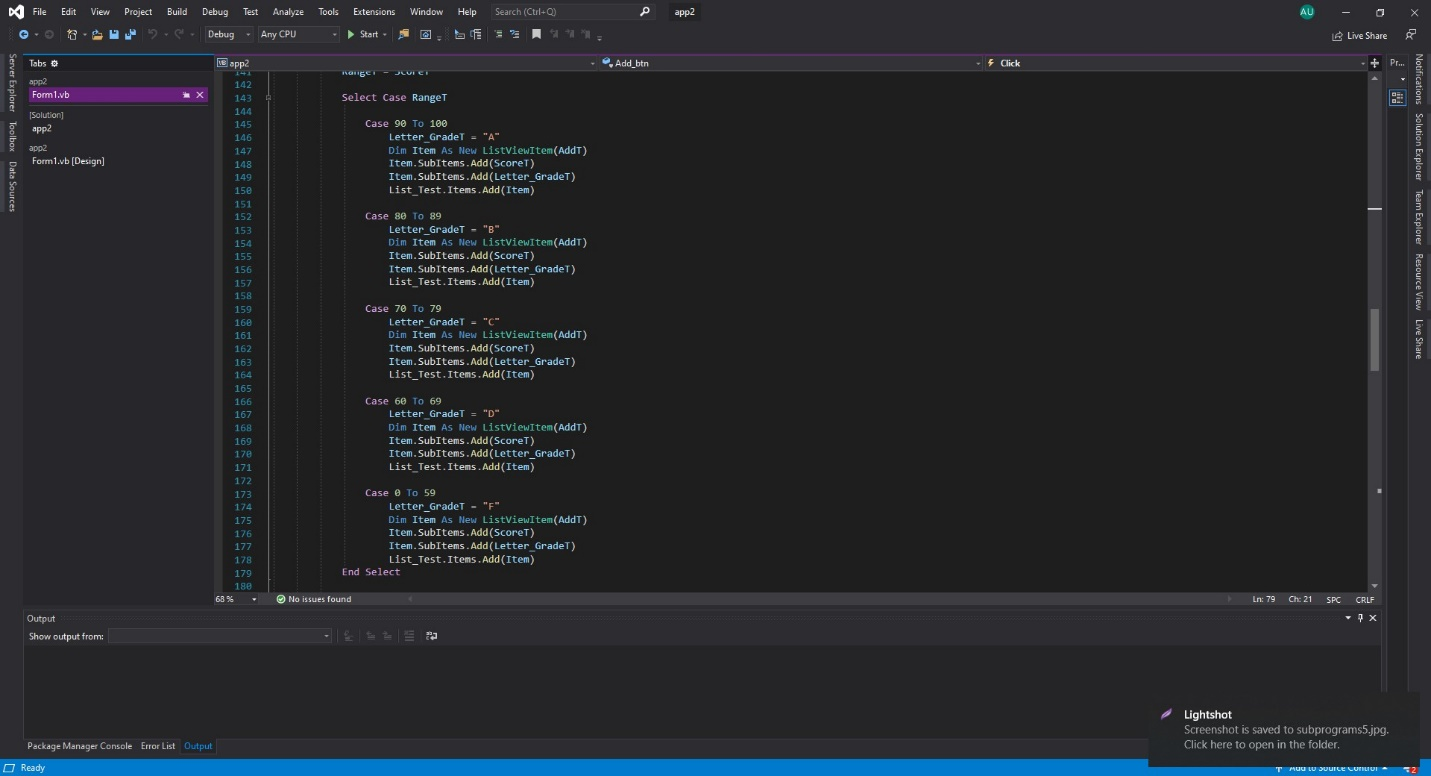 File Edit View Project Build Debug Test Analyze Tools Extensions Window Help Search (Ctrl+Q) app2 AU
Debug Any CPU Start Live Share
Tabs
app2
Form1.vb
[Solution]
app2
app2
Form1.vb [Design]
Server Explorer
Toolbox
Data Sources
VB app2 Add_btn Click
141 RangeT = ScoreT
142
143 Select Case RangeT
144
145 Case 90 To 100
146 Letter_GradeT = "A"
147 Dim Item As New ListViewItem(AddT)
148 Item.SubItems.Add(ScoreT)
149 Item.SubItems.Add(Letter_GradeT)
150 List_Test.Items.Add(Item)
151
152 Case 80 To 89
153 Letter_GradeT = "B"
154 Dim Item As New ListViewItem(AddT)
155 Item.SubItems.Add(ScoreT)
156 Item.SubItems.Add(Letter_GradeT)
157 List_Test.Items.Add(Item)
158
159 Case 70 To 79
160 Letter_GradeT = "C"
161 Dim Item As New ListViewItem(AddT)
162 Item.SubItems.Add(ScoreT)
163 Item.SubItems.Add(Letter_GradeT)
164 List_Test.Items.Add(Item)
165
166 Case 60 To 69
167 Letter_GradeT = "D"
168 Dim Item As New ListViewItem(AddT)
169 Item.SubItems.Add(ScoreT)
170 Item.SubItems.Add(Letter_GradeT)
171 List_Test.Items.Add(Item)
172
173 Case 0 To 59
174 Letter_GradeT = "F"
175 Dim Item As New ListViewItem(AddT)
176 Item.SubItems.Add(ScoreT)
177 Item.SubItems.Add(Letter_GradeT)
178 List_Test.Items.Add(Item)
179 End Select
180
68 % No issues found Ln: 79 Ch: 21 SPC CRLF
Pr...
Notifications
Solution Explorer
Team Explorer
Resource View
Live Share
Output
Show output from:
Package Manager Console Error List Output
Lightshot
Screenshot is saved to subprograms5.jpg.
Click here to open in the folder.
Ready Add to Source Control 2